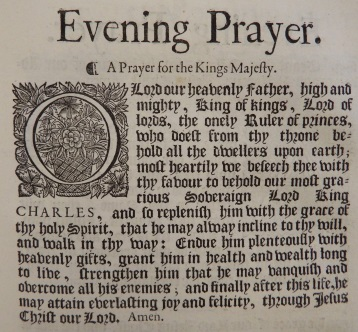 Evening Prayer.
¶ A Prayer for the Kings Majesty.
O Lord our heavenly Father, high and
mighty, King of kings, Lord of
lords, the onely Ruler of princes,
who doest from thy throne be-
hold all the dwellers upon earth;
most heartily we beseech thee with
thy favour to behold our most gra-
cious Soveraign Lord King
CHARLES, and so replenish him with the grace of
thy holy Spirit, that he may alway incline to thy will,
and walk in thy way: Endue him plenteously with
heavenly gifts, grant him in health and wealth long
to live, strengthen him that he may vanquish and
overcome all his enemies; and finally after this life, he
may attain everlasting joy and felicity, through Jesus
Christ our Lord. Amen.